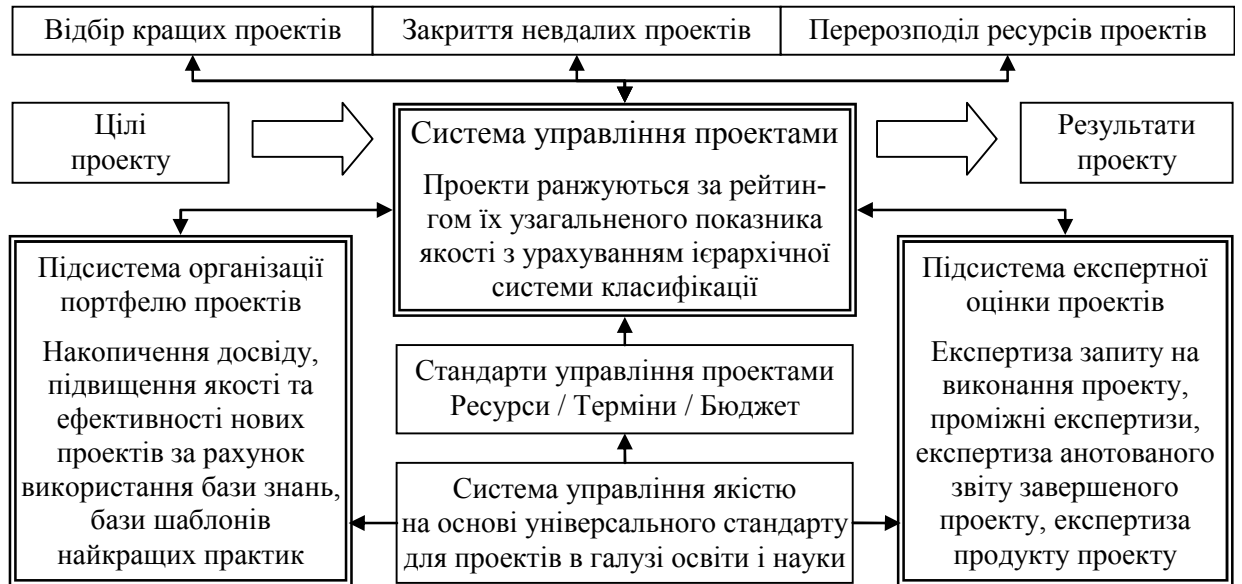 Відбір кращих проектів
Закриття невдалих проектів
Перерозподіл ресурсів проектів
Цілі
проекту
Система управління проектами
Проекти ранжуються за рейтин-
гом їх узагальненого показника
якості з урахуванням ієрархічної
системи класифікації
Результати
проекту
Підсистема організації
портфелю проектів
Накопичення досвіду,
підвищення якості та
ефективності нових
проектів за рахунок
використання бази знань,
бази шаблонів
найкращих практик
Стандарти управління проектами
Ресурси / Терміни / Бюджет
Система управління якістю
на основі універсального стандарту
для проектів в галузі освіти і науки
Підсистема експертної
оцінки проектів
Експертиза запиту на
виконання проекту,
проміжні експертизи,
експертиза анотованого
звіту завершеного
проекту, експертиза
продукту проекту